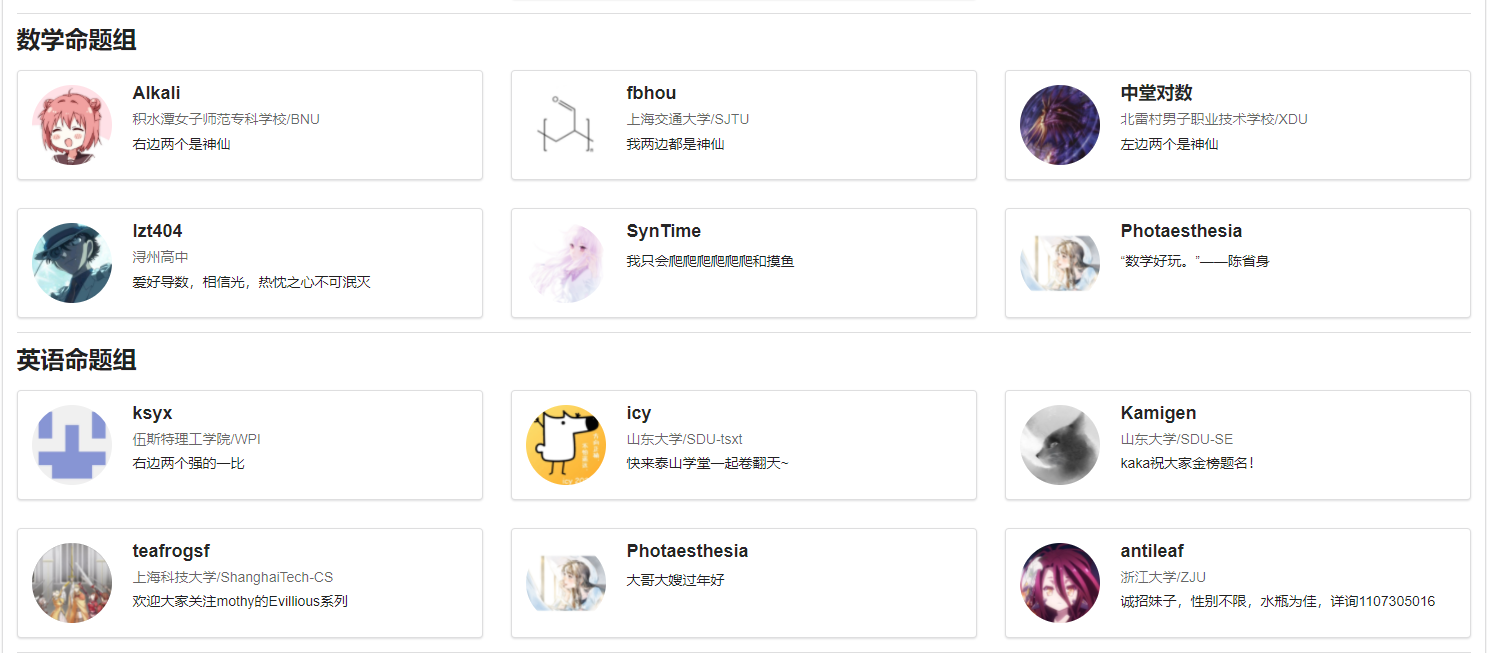 数学命题组
Alkali
积水潭女子师范专科学校/BNU
右边两个是神仙
fbhou
上海交通大学/SJTU
我两边都是神仙
中堂对数
北雷村男子职业技术学校/XDU
左边两个是神仙
lzt404
浔州高中
爱好导数，相信光，热忱之心不可泯灭
SynTime
我只会爬爬爬爬爬爬和摸鱼
Photaesthesia
“数学好玩。”——陈省身
英语命题组
ksyx
伍斯特理工学院/WPI
右边两个强的一比
icy
山东大学/SDU-tsxt
快来泰山学堂一起卷翻天~
Kamigen
山东大学/SDU-SE
kaka祝大家金榜题名！
teafrogsf
上海科技大学/ShanghaiTech-CS
欢迎大家关注mothy的Evillious系列
Photaesthesia
大哥大嫂过年好
antileaf
浙江大学/ZJU
诚招妹子，性别不限，水瓶为佳，详询1107305016